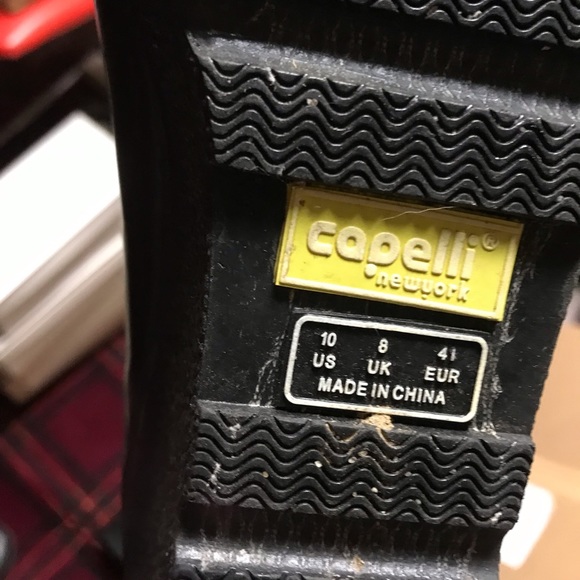 capelli®
newyork
10 8 41
US UK EUR
MADE IN CHINA